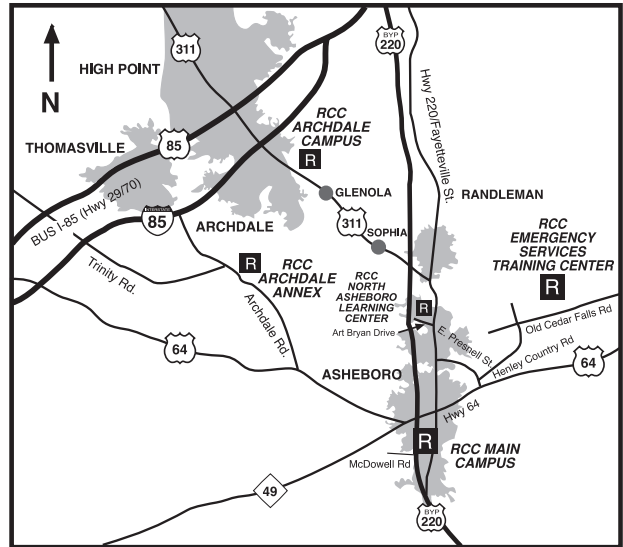 BYP
220
311
HIGH POINT
N
RCC
ARCHDALE
CAMPUS
R
THOMASVILLE
85
Hwy 220/Fayetteville St.
GLENOLA
RANDLEMAN
BUS I-85 (Hwy 29/70)
85
ARCHDALE
311
SOPHIA
RCC
EMERGENCY
SERVICES
TRAINING CENTER
R
Trinity Rd.
R
RCC
ARCHDALE
ANNEX
Archdale Rd.
RCC
NORTH
ASHEBORO
LEARNING
CENTER
R
Art Bryan Drive
E. Presnell St.
Old Cedar Falls Rd
Henley Country Rd
64
64
ASHEBORO
Hwy 64
R
RCC MAIN
CAMPUS
McDowell Rd
49
BYP
220